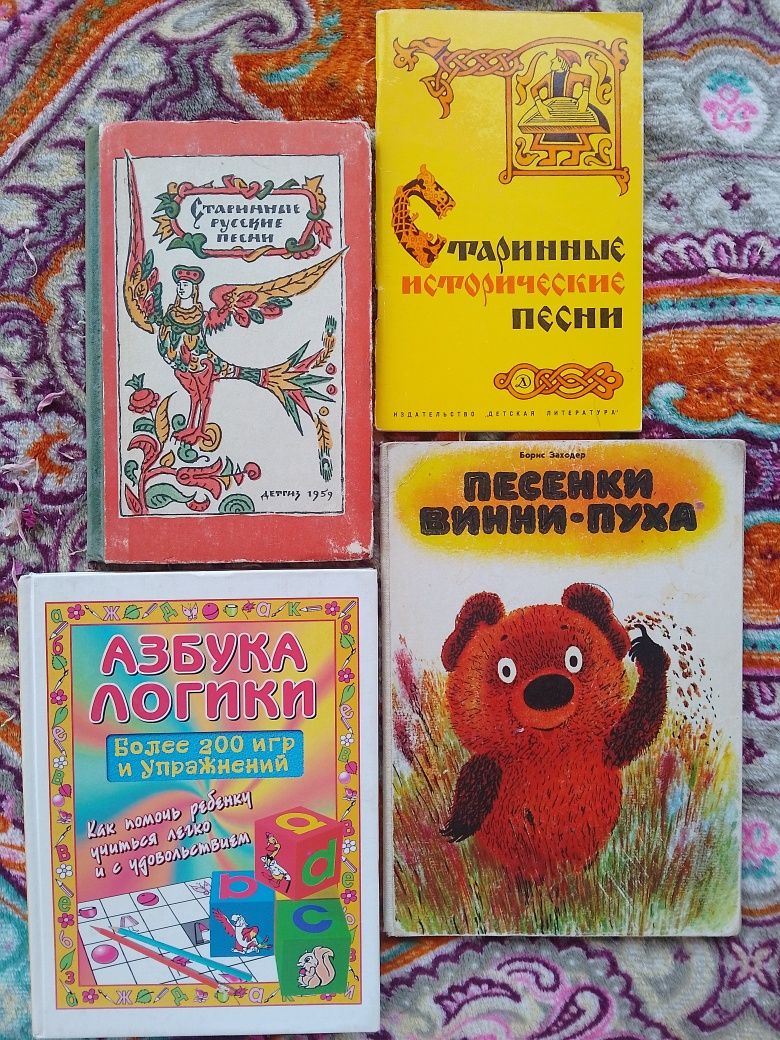 Старинные
русские
песни
Детгиз 1959
Старинные
исторические
песни
ИЗДАТЕЛЬСТВО „ДЕТСКАЯ ЛИТЕРАТУРА"
АЗБУКА
ЛОГИКИ
Более 200 игр
и упражнений
Как помочь ребенку
учиться легко
и с удовольствием
a
d
b
c
Борис Заходер
ПЕСЕНКИ
ВИННИ-ПУХА